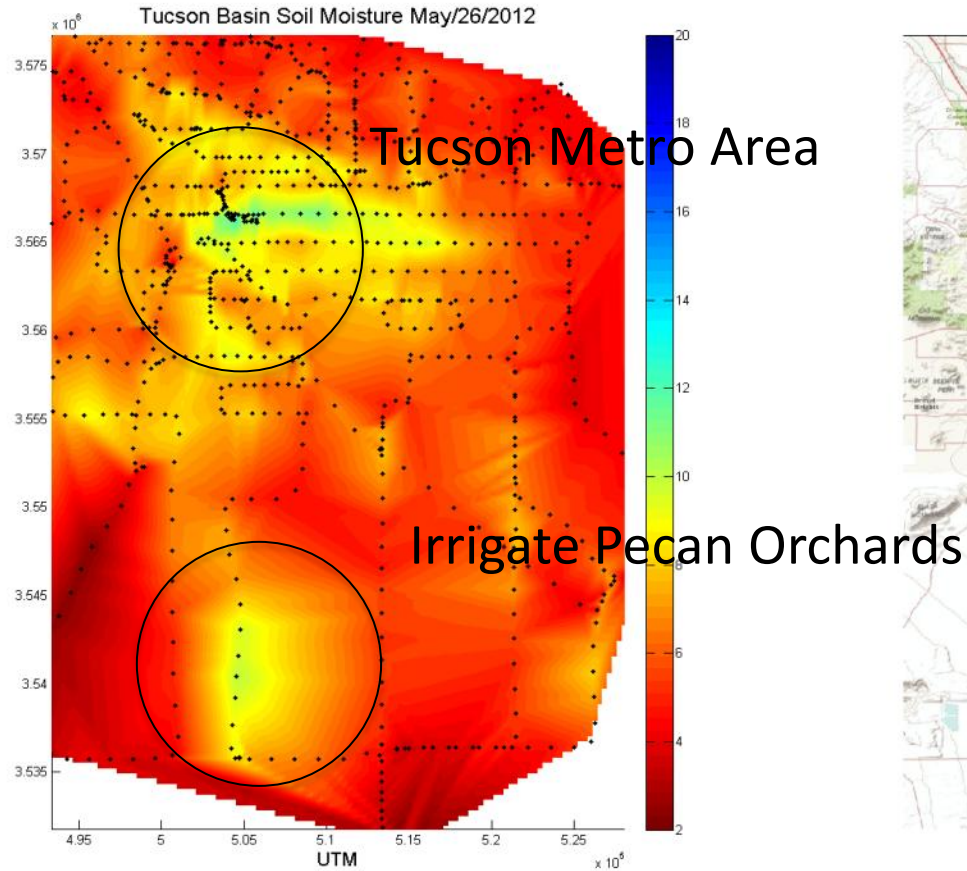 x 10⁶
Tucson Basin Soil Moisture May/26/2012
3.575
3.57
3.565
3.56
3.555
3.55
3.545
3.54
3.535
Tucson Metro Area
Irrigate Pecan Orchards
20
18
16
14
12
10
8
6
4
2
4.95 5 5.05 5.1 5.15 5.2 5.25
UTM
x 10⁵